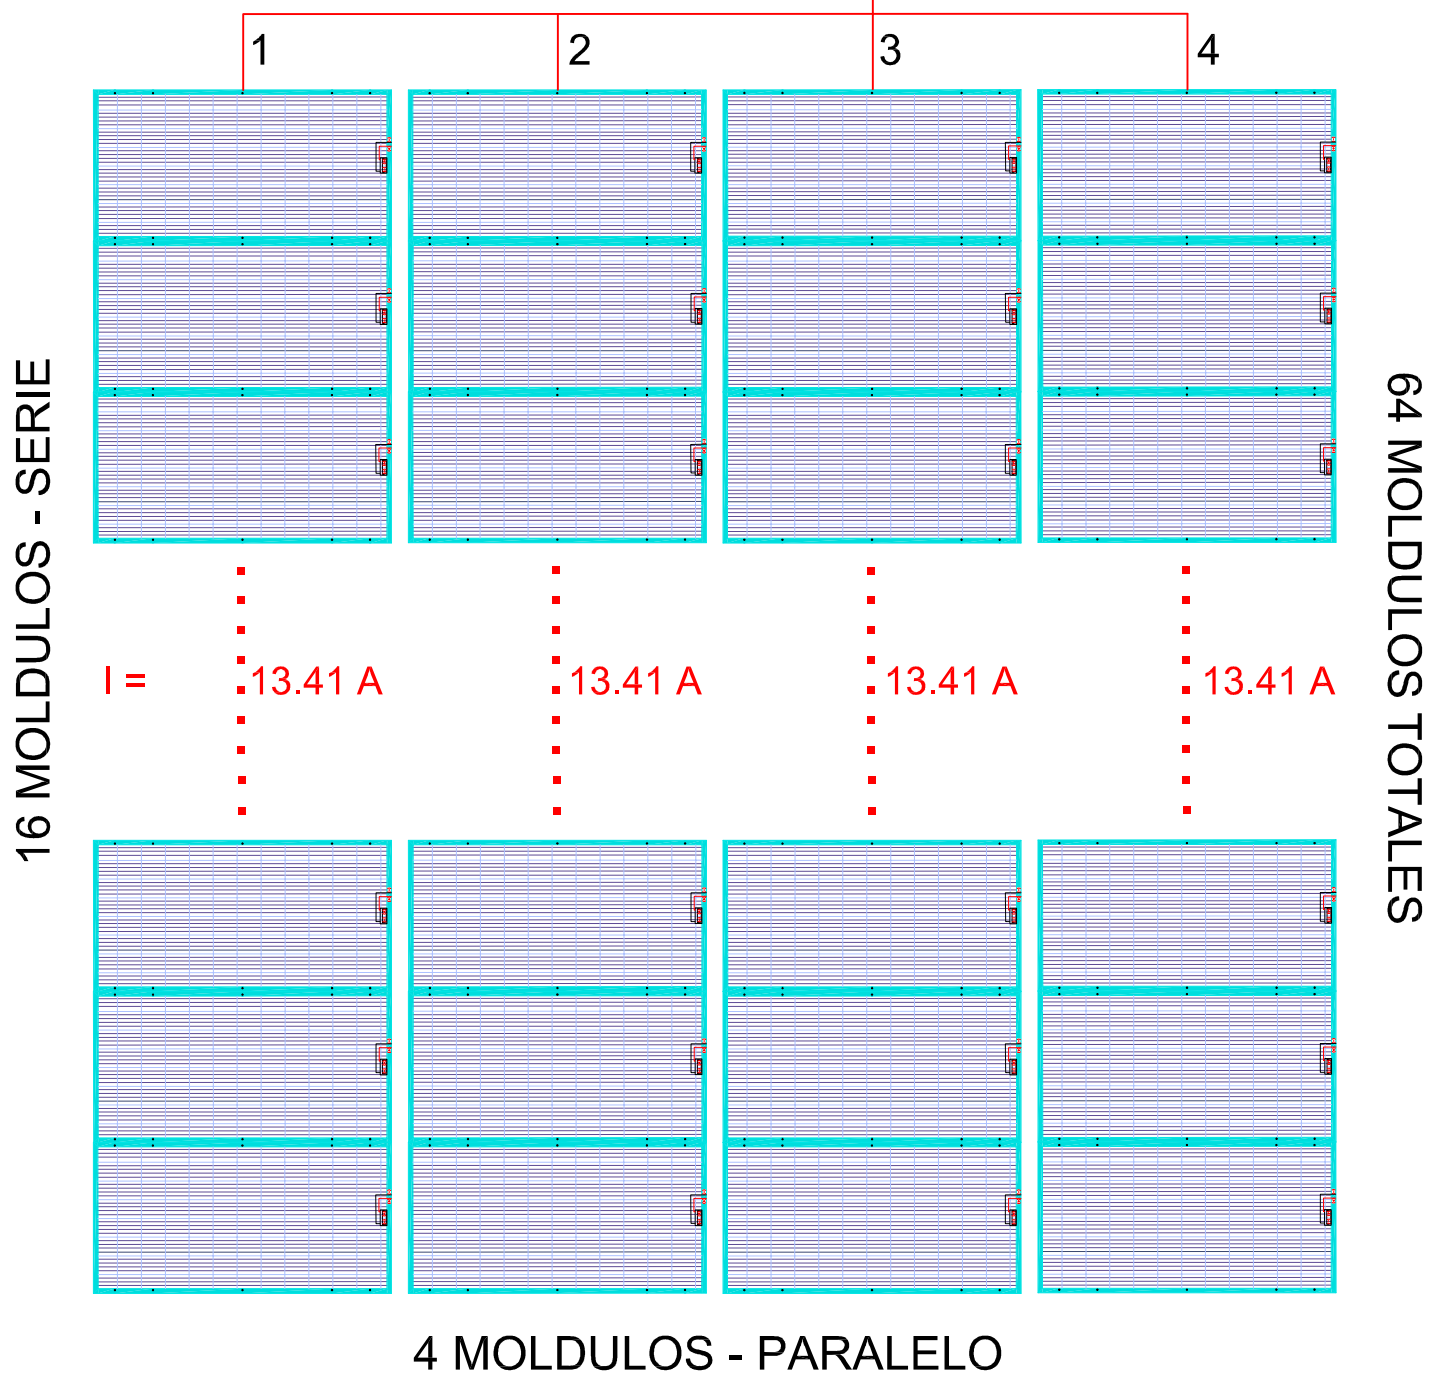 1
2
3
4
16 MOLDULOS - SERIE
64 MOLDULOS TOTALES
I =
13.41 A
13.41 A
13.41 A
13.41 A
4 MOLDULOS - PARALELO